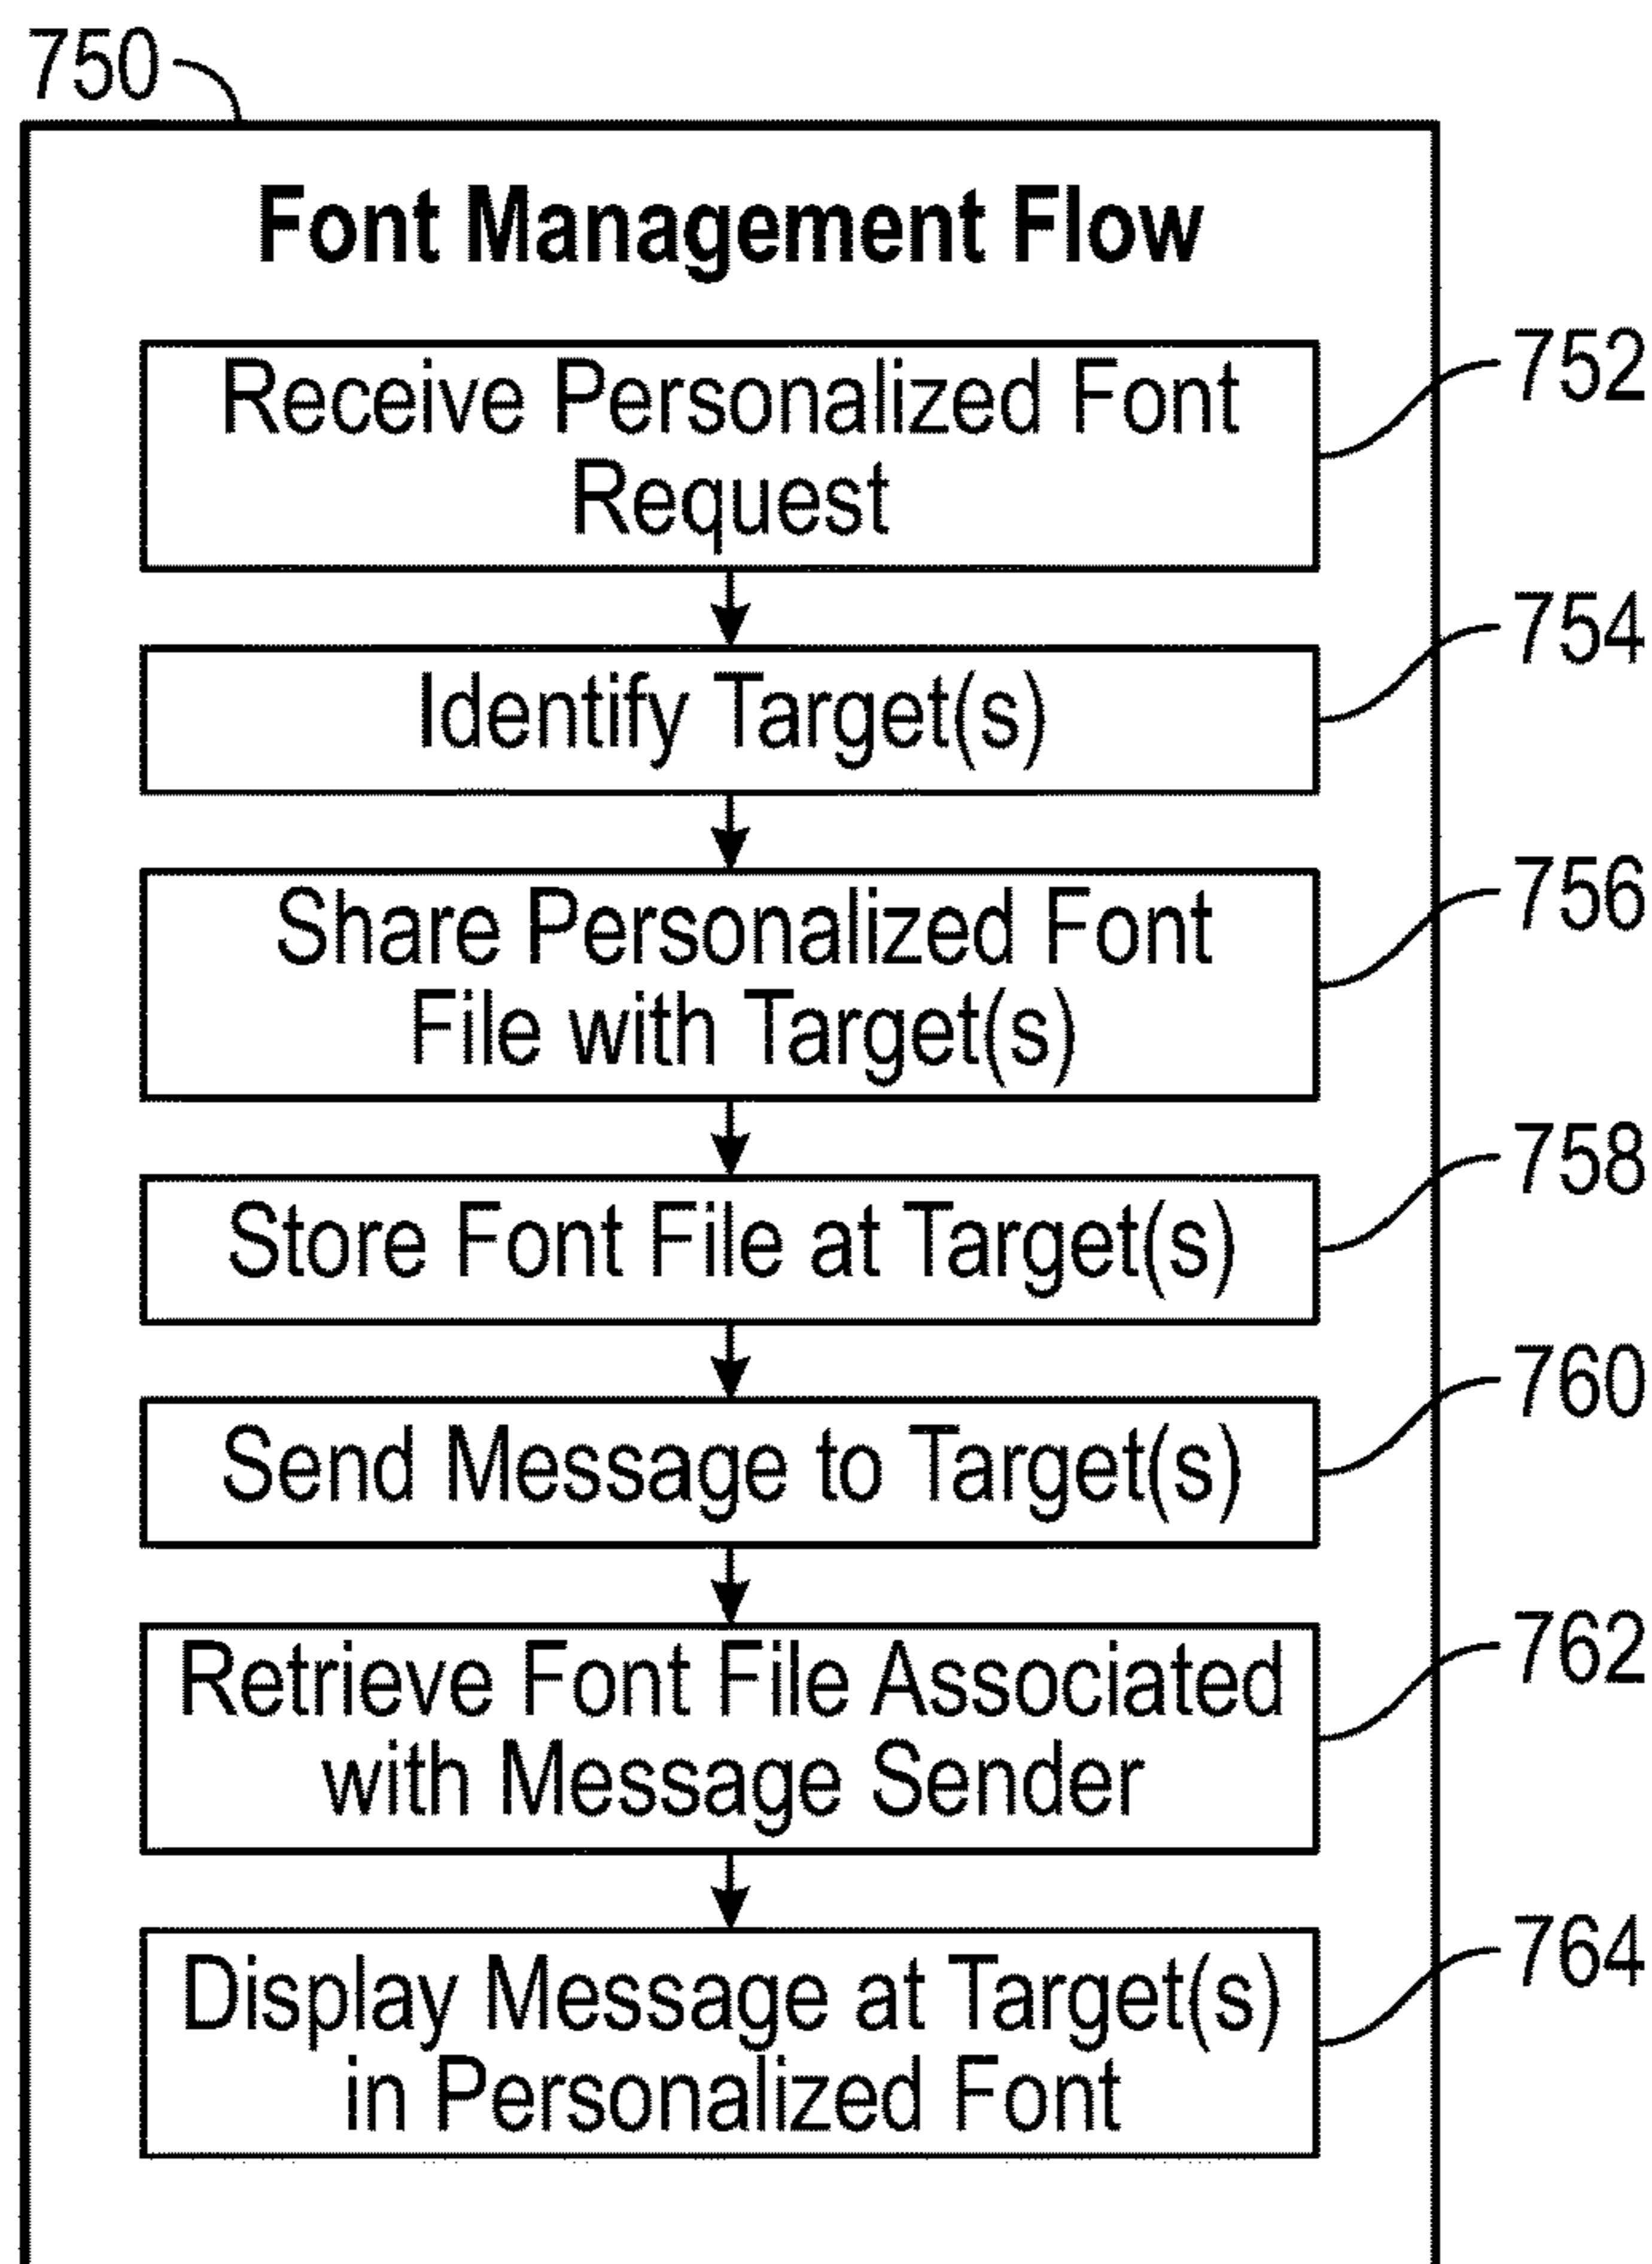 750
Font Management Flow
Receive Personalized Font
Request
752
Identify Target(s)
754
Share Personalized Font
File with Target(s)
756
Store Font File at Target(s)
758
Send Message to Target(s)
760
Retrieve Font File Associated
with Message Sender
762
Display Message at Target(s)
in Personalized Font
764